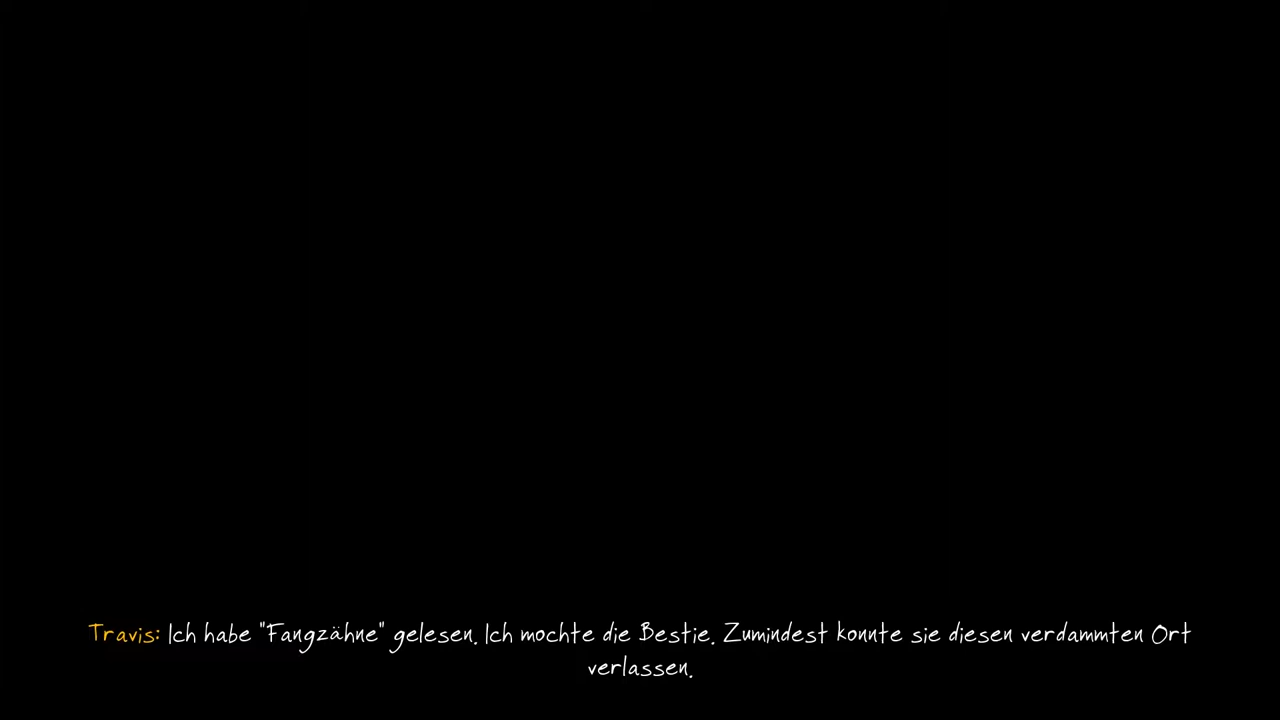 Travis: Ich habe "Fangzähne" gelesen. Ich mochte die Bestie. Zumindest konnte sie diesen verdammten Ort
verlassen.